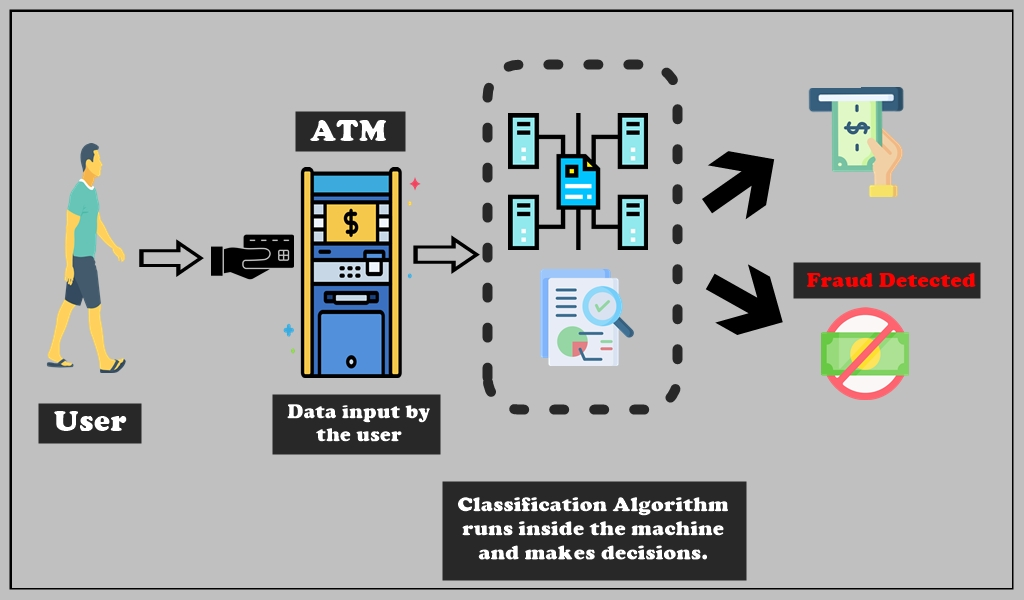 ATM
User
Data input by
the user
Classification Algorithm
runs inside the machine
and makes decisions.
Fraud Detected
$
$